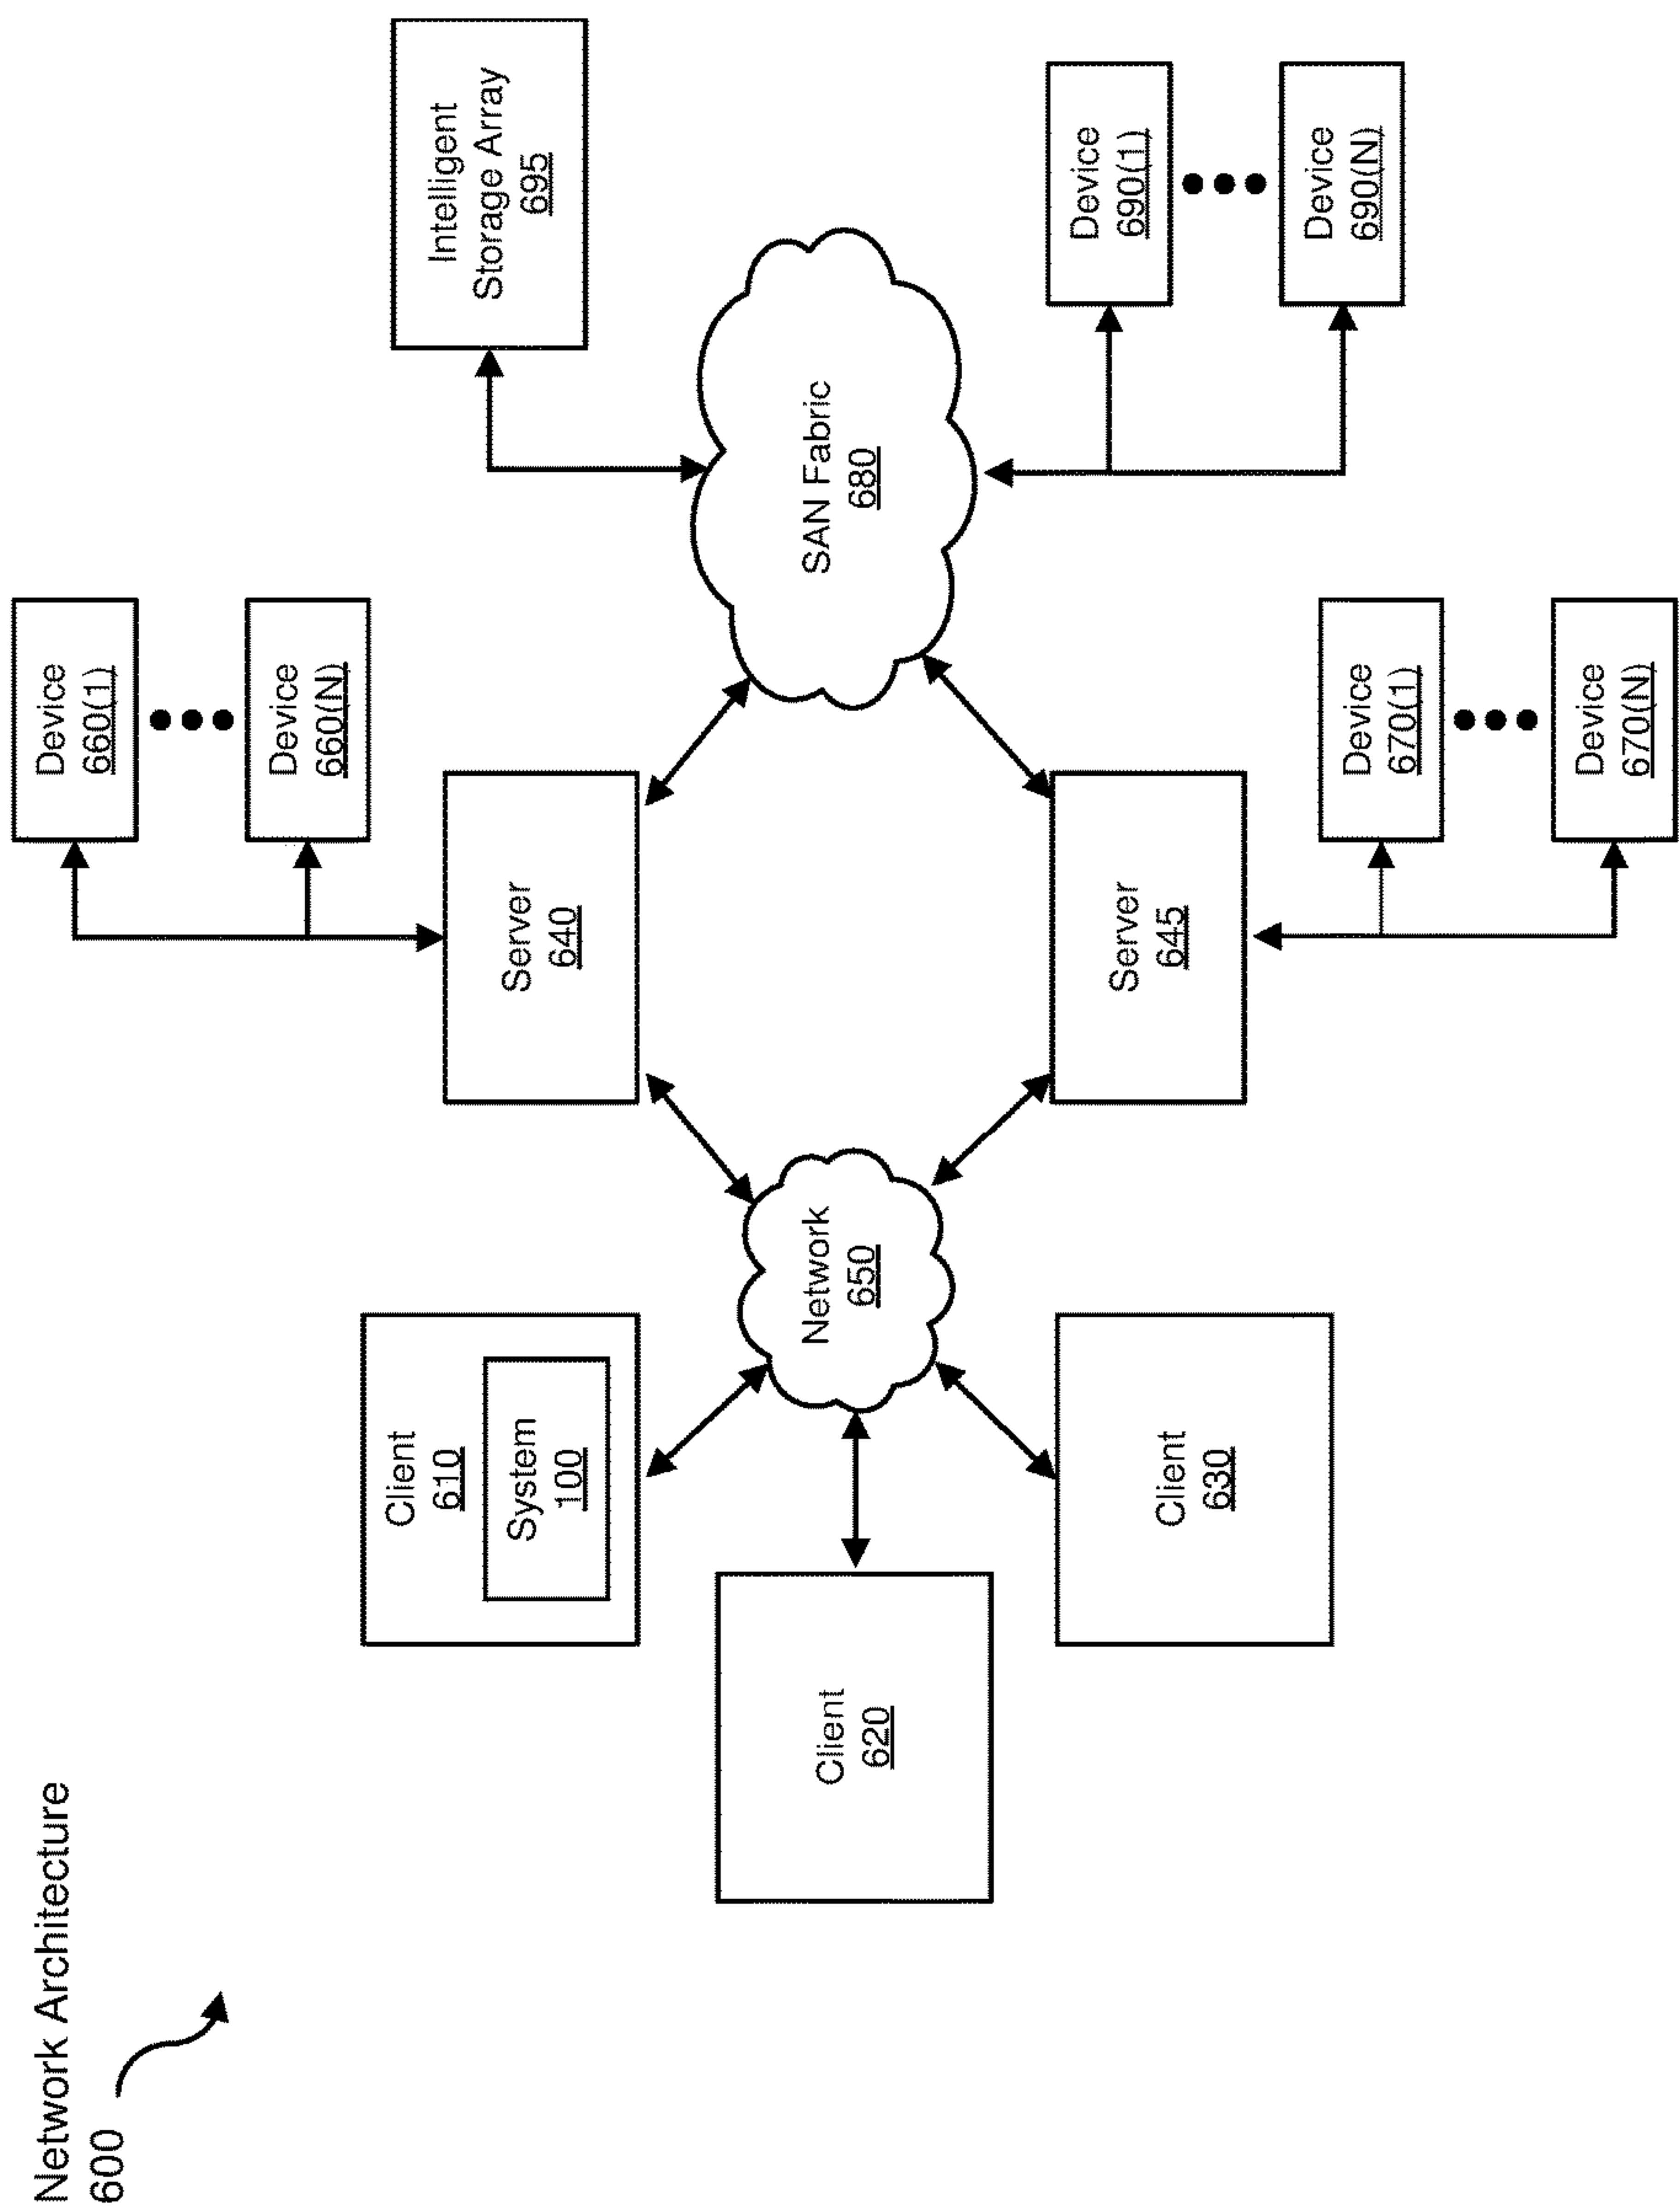 Network Architecture
600
Client
610
System
100
Client
620
Client
630
Network
650
Server
640
Server
645
Device
660(1)
Device
660(N)
Device
670(1)
Device
670(N)
SAN Fabric
680
Intelligent
Storage Array
695
Device
690(1)
Device
690(N)